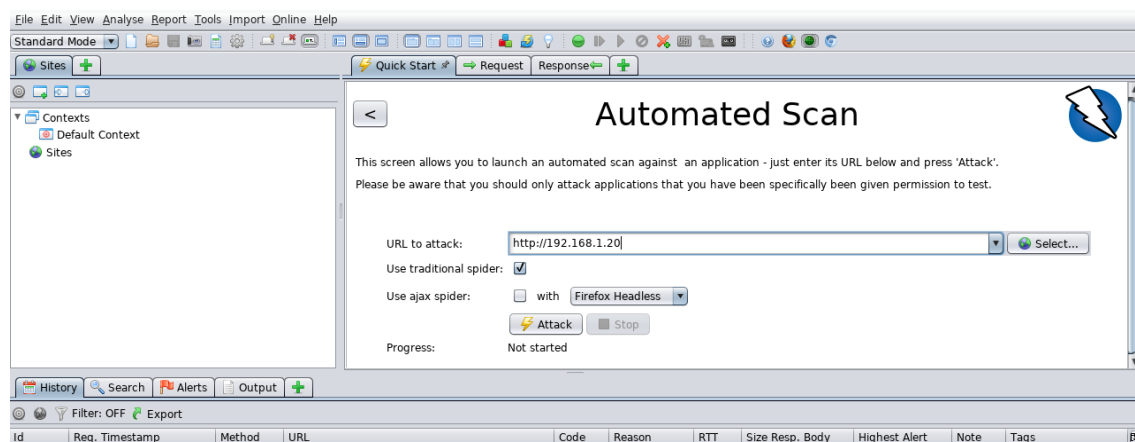 File Edit View Analyse Report Tools Import Online Help
Standard Mode
Sites
Quick Start Request Response
Contexts
Default Context
Sites
<
Automated Scan
This screen allows you to launch an automated scan against an application - just enter its URL below and press 'Attack'.
Please be aware that you should only attack applications that you have been specifically been given permission to test.
URL to attack: http://192.168.1.20 Select...
Use traditional spider:
Use ajax spider: with Firefox Headless
Attack Stop
Progress: Not started
History Search Alerts Output
Filter: OFF Export
Id Req. Timestamp Method URL Code Reason RTT Size Resp. Body Highest Alert Note Tags